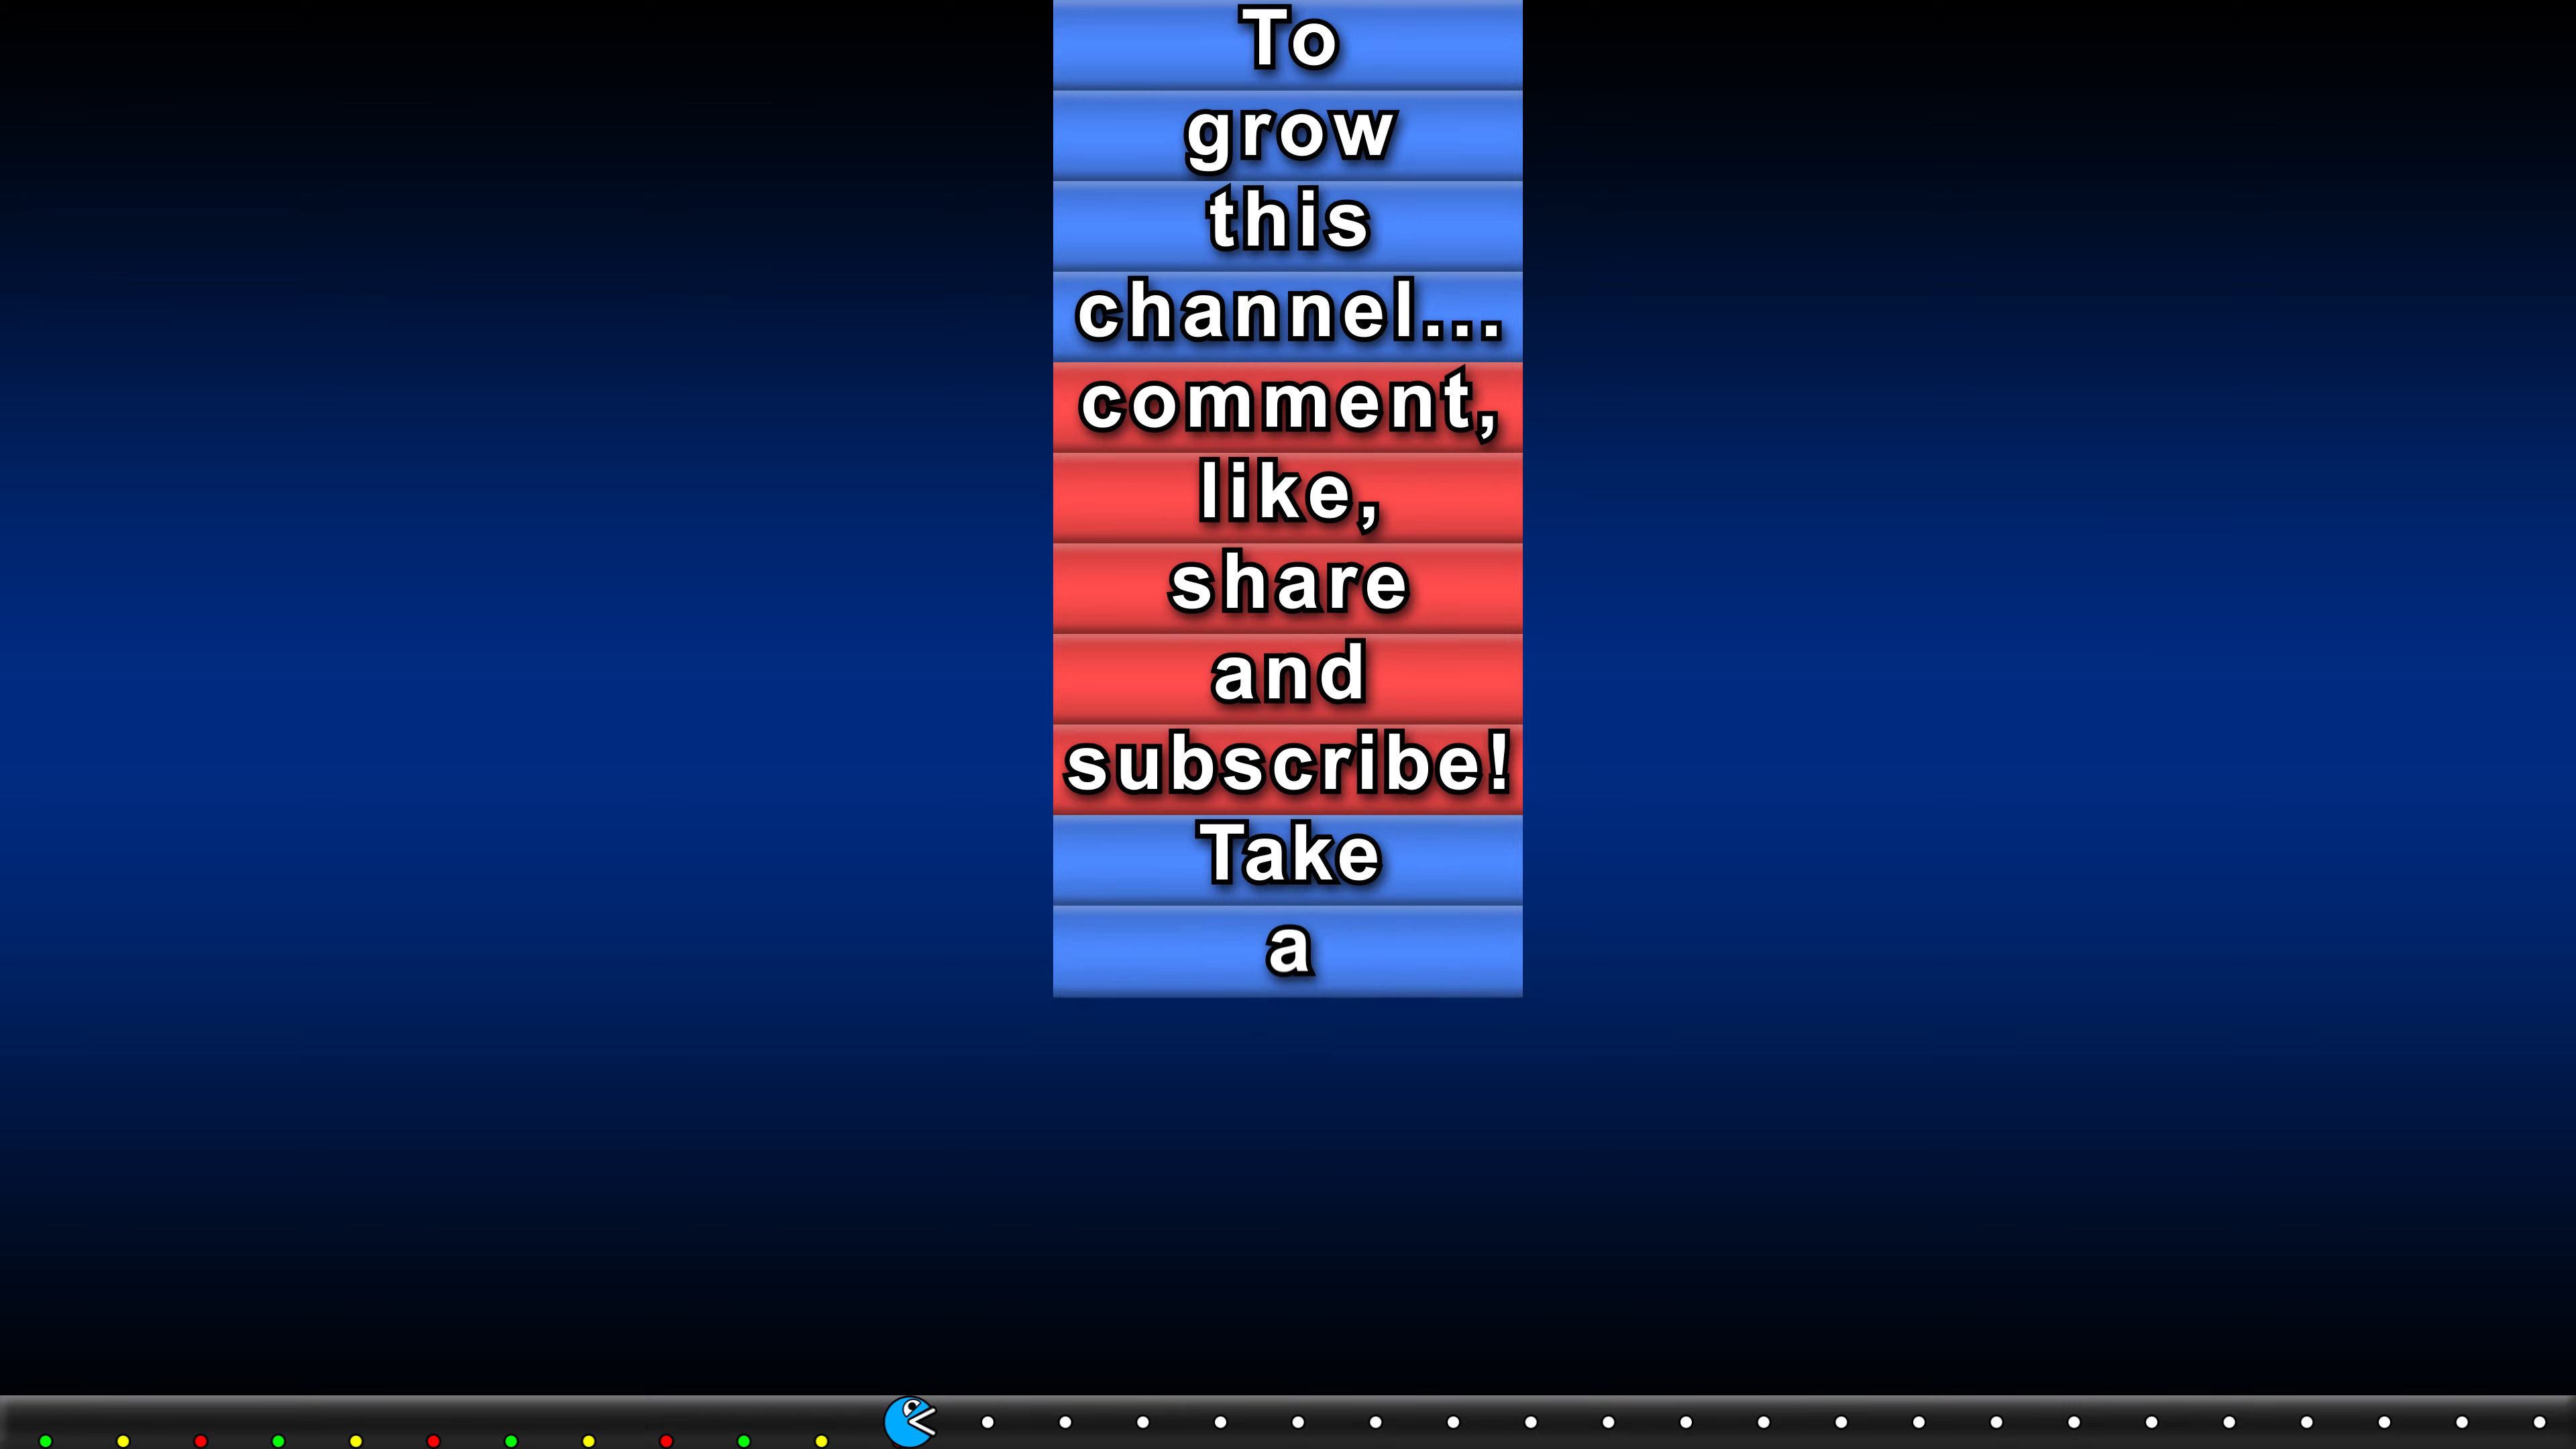 To
grow
this
channel...
comment,
like,
share
and
subscribe!
Take
a